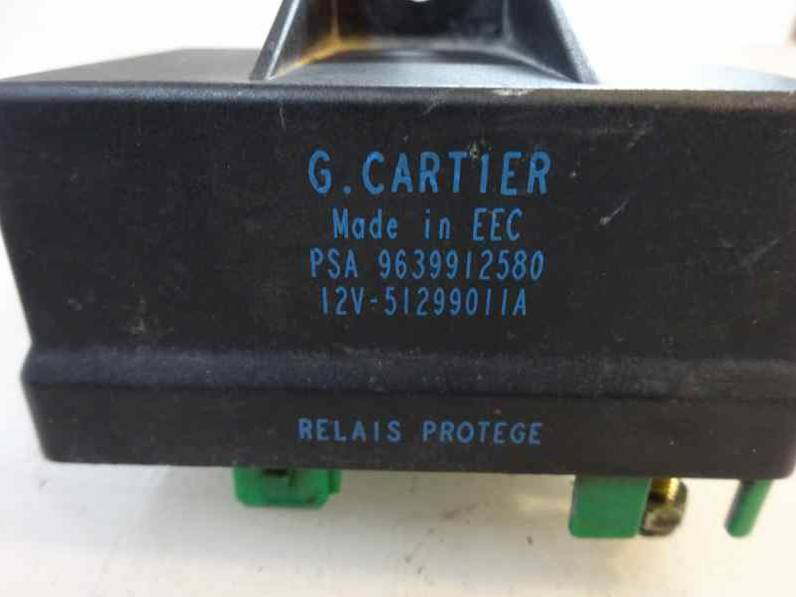 G.CARTIER
Made in EEC
PSA 9639912580
12V-51299011A
RELAIS PROTEGE